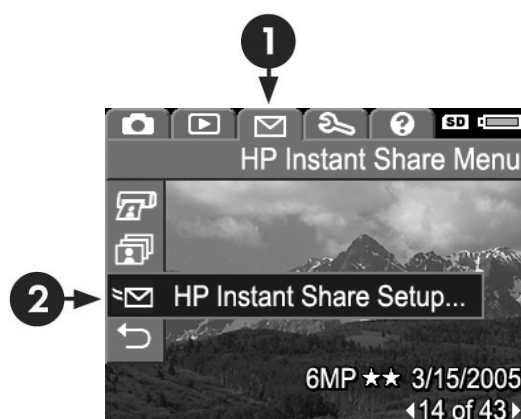 1
? SD
HP Instant Share Menu
2 HP Instant Share Setup...
6MP ★★ 3/15/2005
14 of 43